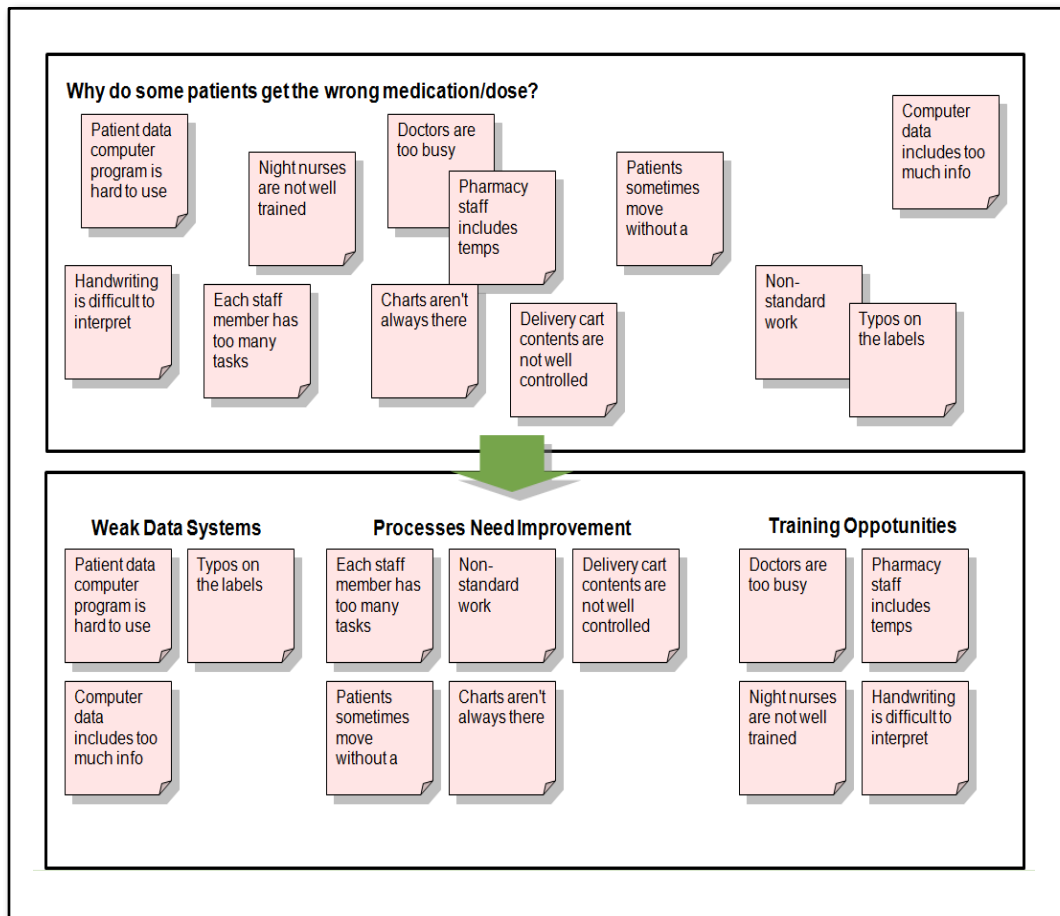 Why do some patients get the wrong medication/dose?
Patient data
computer
program is
hard to use
Night nurses
are not well
trained
Doctors are
too busy
Pharmacy
staff
includes
temps
Patients
sometimes
move
without a
Computer
data
includes too
much info
Handwriting
is difficult to
interpret
Each staff
member has
too many
tasks
Charts aren't
always there
Delivery cart
contents are
not well
controlled
Non-
standard
work
Typos on
the labels
Weak Data Systems
Patient data
computer
program is
hard to use
Typos on
the labels
Computer
data
includes too
much info
Processes Need Improvement
Each staff
member has
too many
tasks
Non-
standard
work
Delivery cart
contents are
not well
controlled
Patients
sometimes
move
without a
Charts aren't
always there
Training Oppotunities
Doctors are
too busy
Pharmacy
staff
includes
temps
Night nurses
are not well
trained
Handwriting
is difficult to
interpret